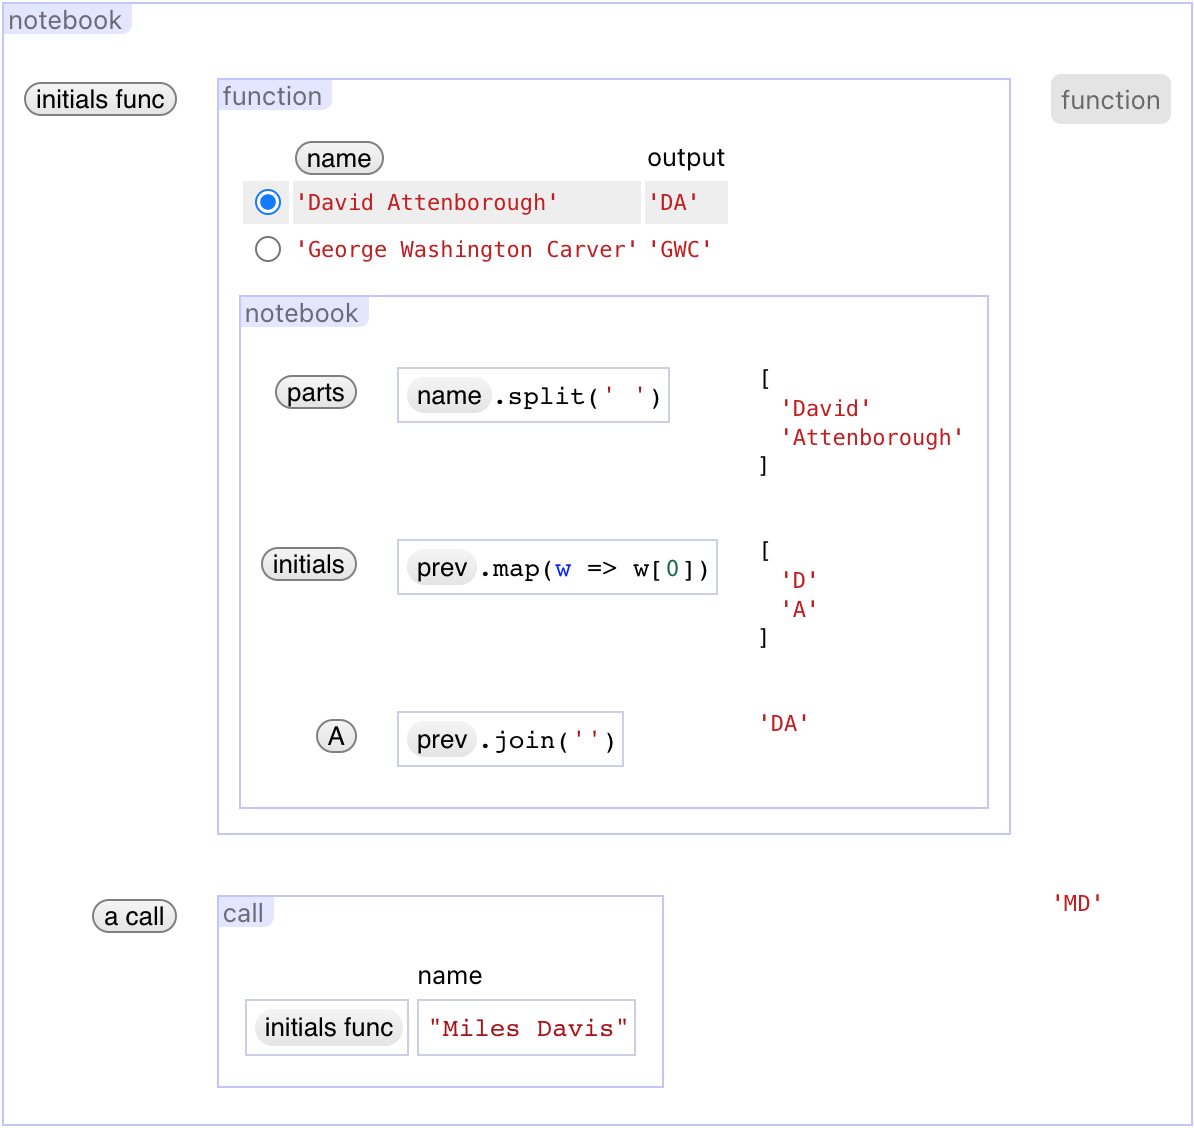 notebook
initials func
function
function
name output
'David Attenborough' 'DA'
'George Washington Carver' 'GWC'
notebook
parts name.split(' ') [
'David'
'Attenborough'
]
initials prev.map(w => w[0]) [
'D'
'A'
]
A prev.join('') 'DA'
a call call 'MD'
name
initials func "Miles Davis"